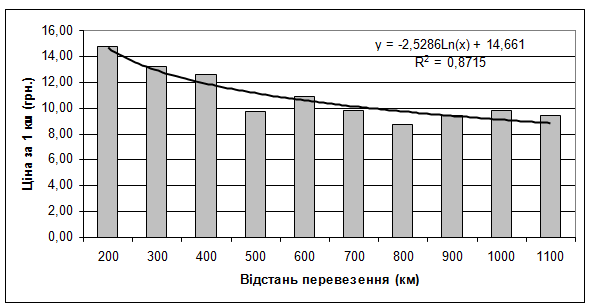 16,00
14,00
12,00
10,00
8,00
6,00
4,00
2,00
0,00
Ціна за 1 км (грн.)
y = -2,5286Ln(x) + 14,661
R² = 0,8715
200 300 400 500 600 700 800 900 1000 1100
Відстань перевезення (км)